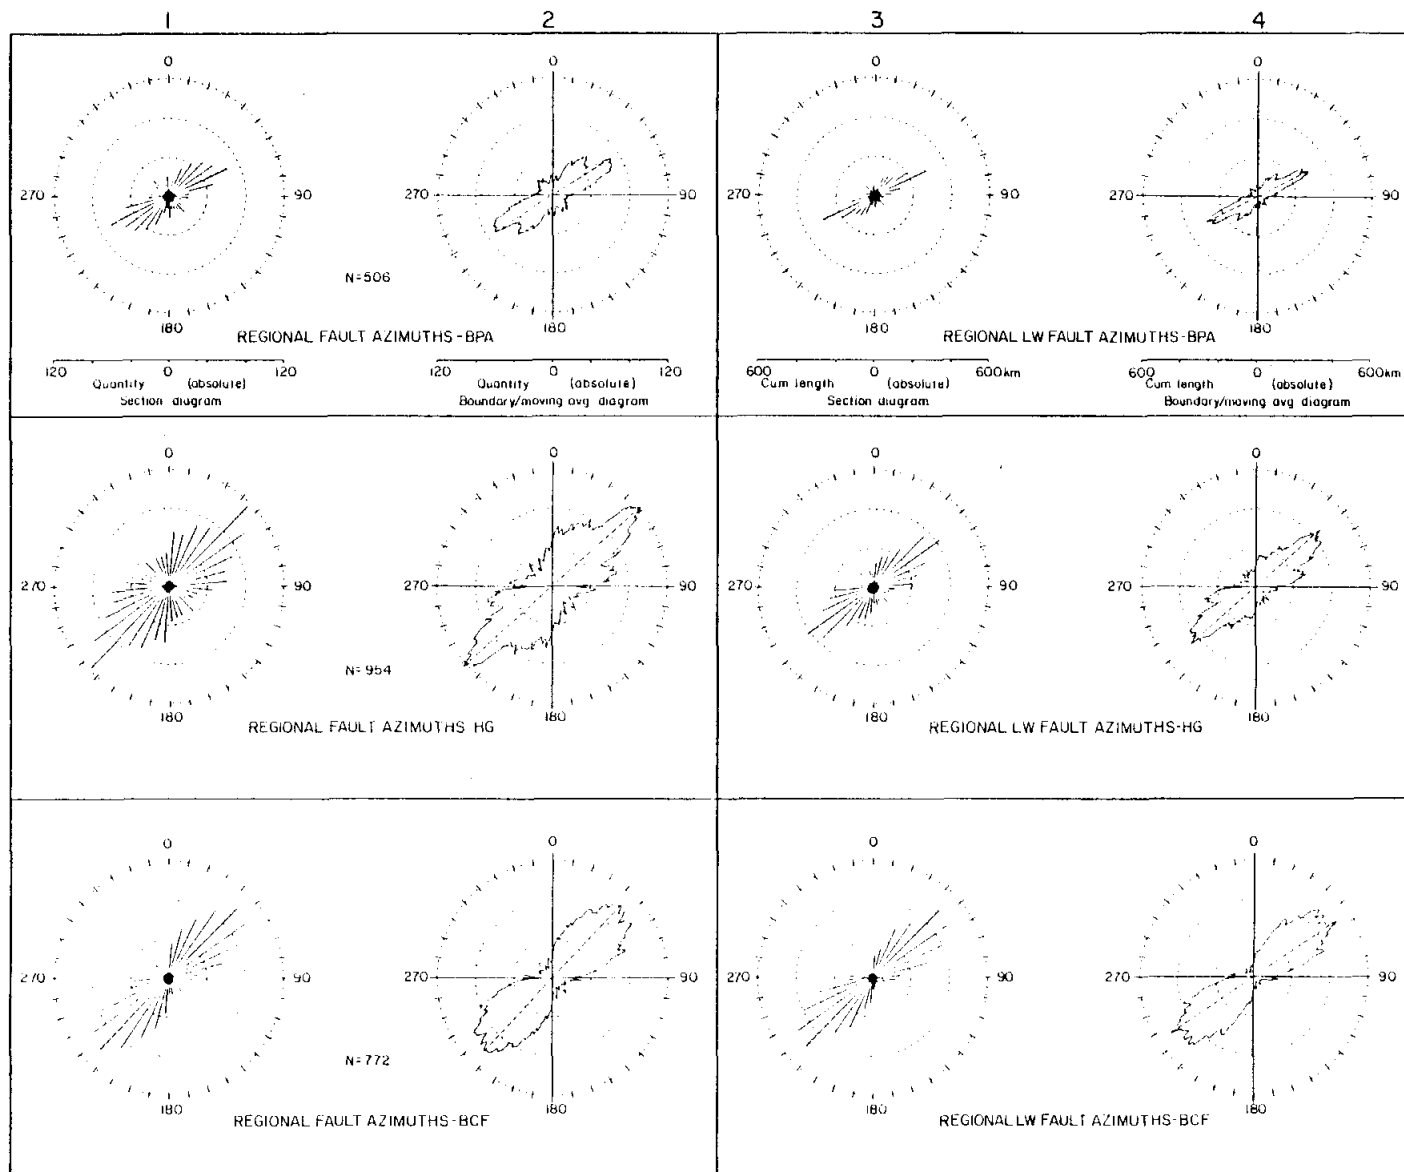 1 2 3 4
0 0 0 0
270 90 270 90 270 90 270 90
N=506
180 180 180 180
REGIONAL FAULT AZIMUTHS-BPA REGIONAL LW FAULT AZIMUTHS-BPA
120 0 120 120 0 120 600 0 600km 600 0 600km
Quantity (absolute) Quantity (absolute) Cum length (absolute) Cum length (absolute)
Section diagram Boundary/moving avg diagram Section diagram Boundary/moving avg diagram
0 0 0 0
270 90 270 90 270 90 270 90
N=954
180 180 180 180
REGIONAL FAULT AZIMUTHS HG REGIONAL LW FAULT AZIMUTHS-HG
0 0 0 0
270 90 270 90 270 90 270 90
N=772
180 180 180 180
REGIONAL FAULT AZIMUTHS-BCF REGIONAL LW FAULT AZIMUTHS-BCF